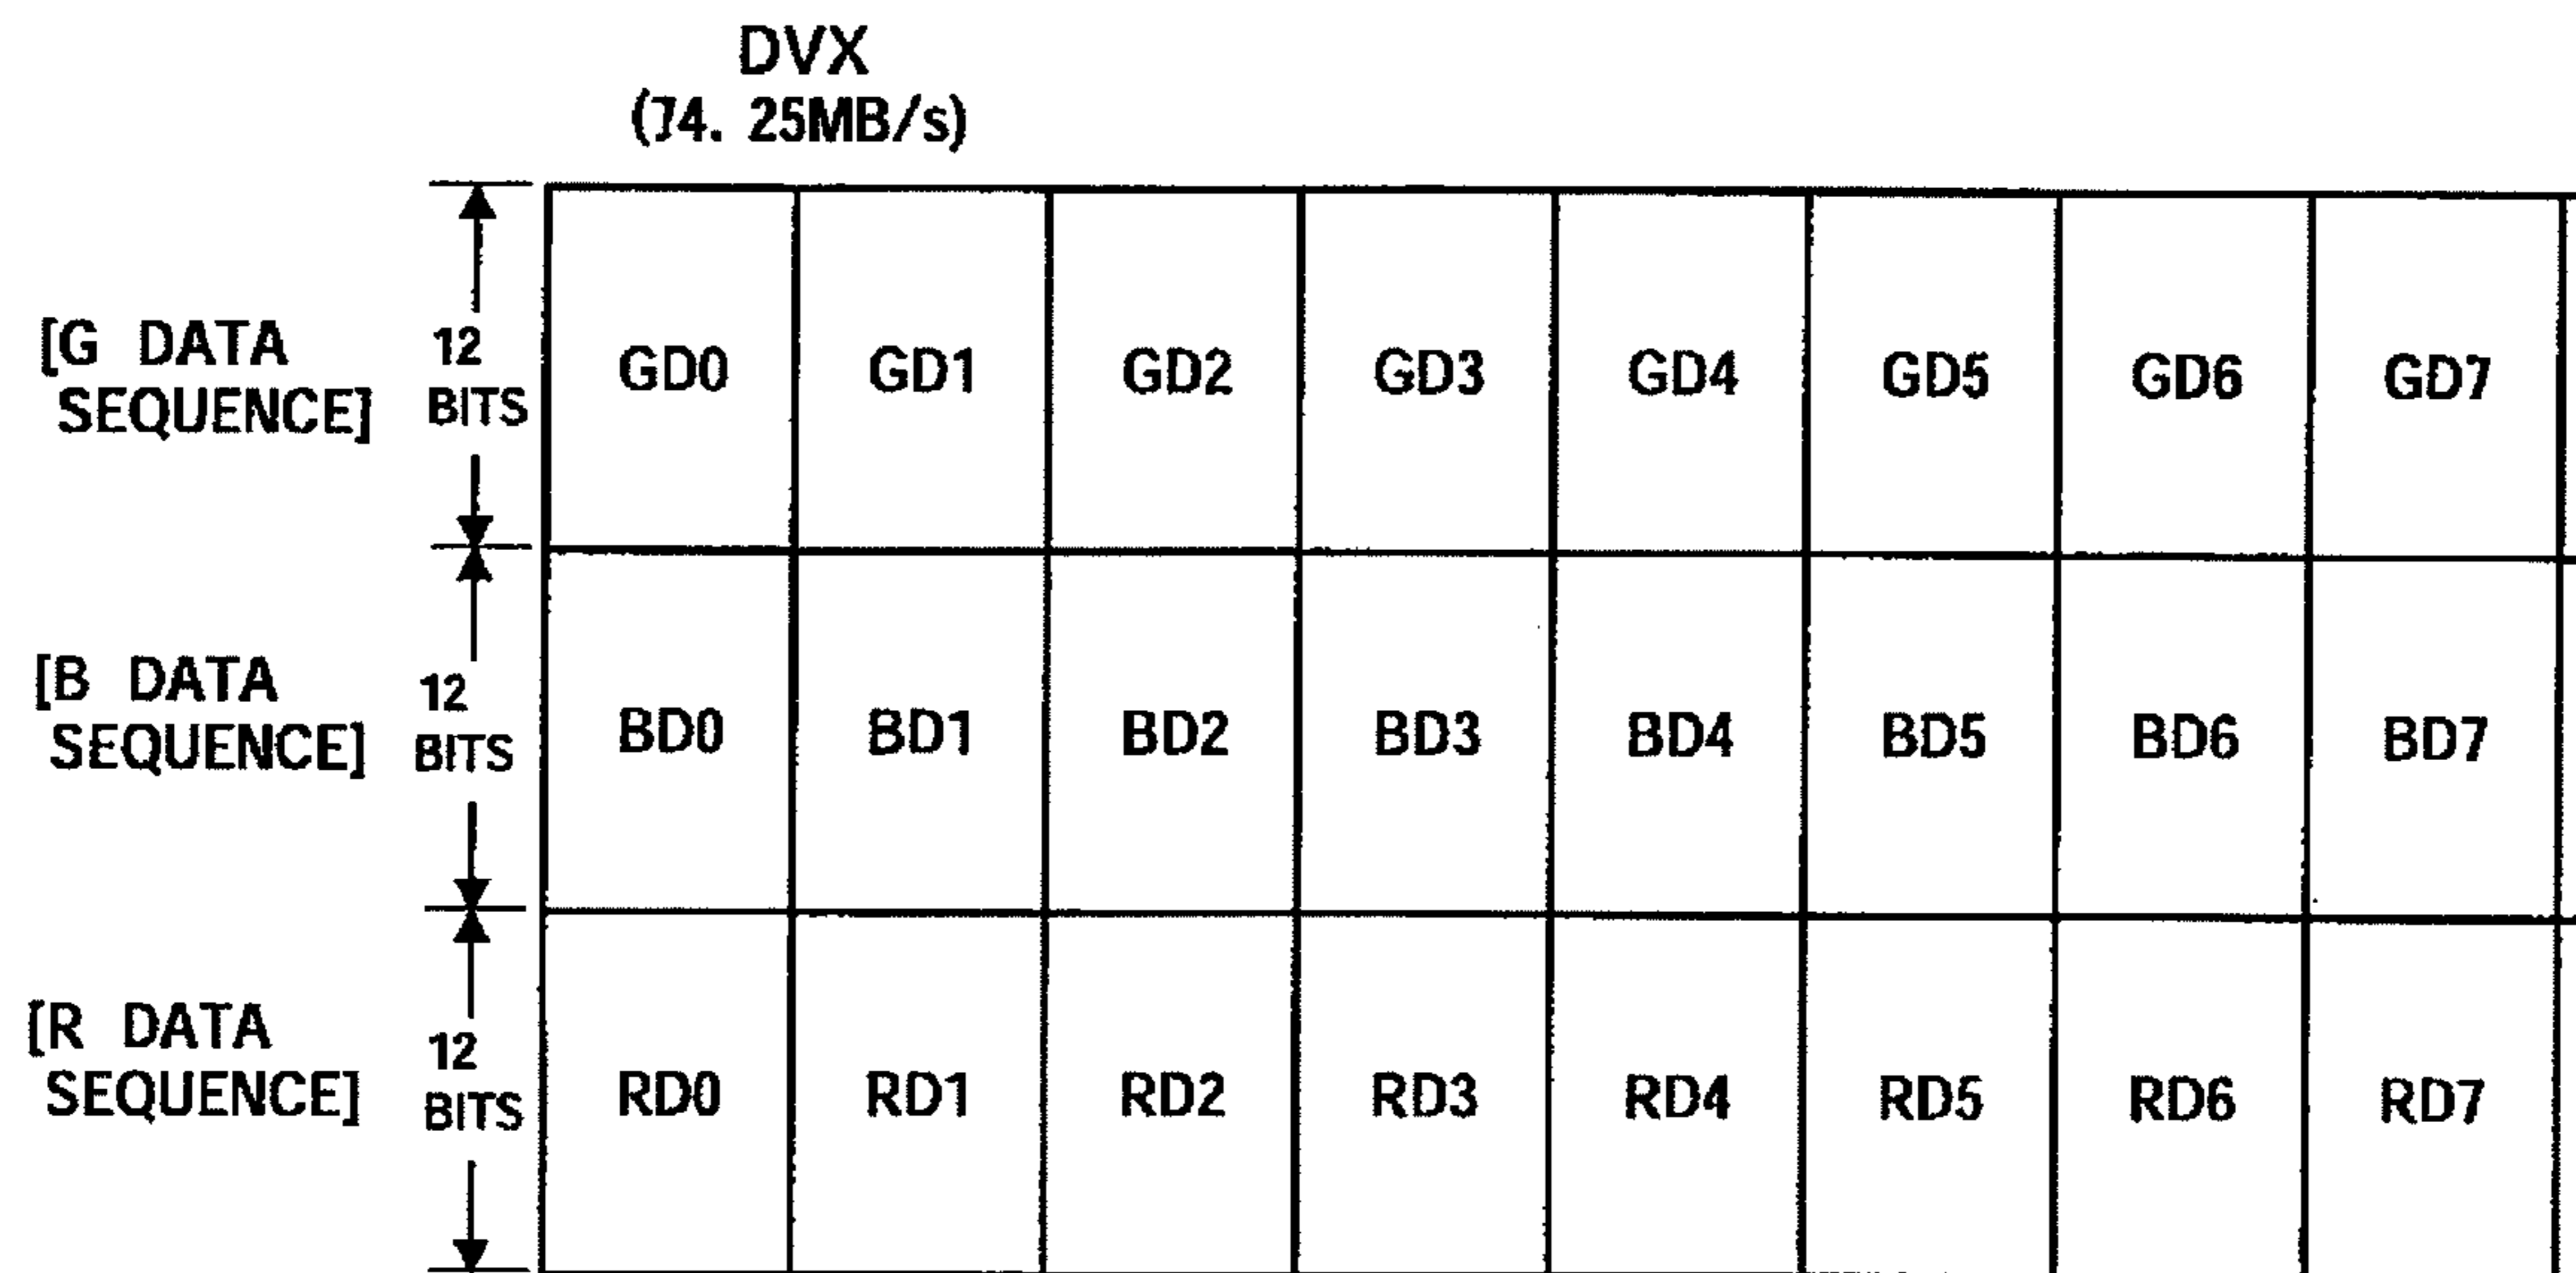 DVX
(74. 25MB/s)
[G DATA
SEQUENCE]
12
BITS
GD0 GD1 GD2 GD3 GD4 GD5 GD6 GD7
[B DATA
SEQUENCE]
12
BITS
BD0 BD1 BD2 BD3 BD4 BD5 BD6 BD7
[R DATA
SEQUENCE]
12
BITS
RD0 RD1 RD2 RD3 RD4 RD5 RD6 RD7